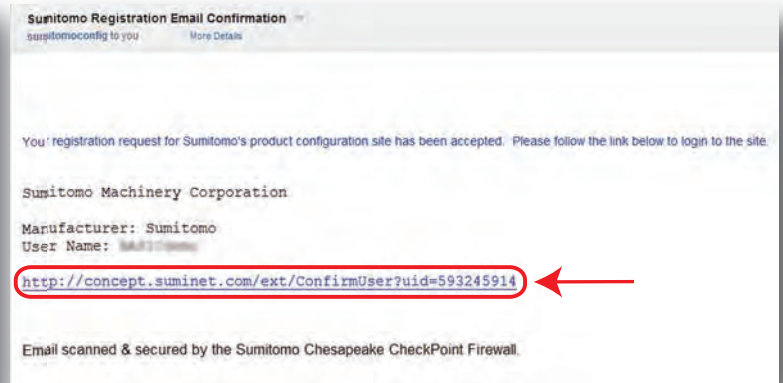 Sumitomo Registration Email Confirmation
sumitomoconfig to you More Details
You' registration request for Sumitomo's product configuration site has been accepted. Please follow the link below to login to the site.
Sumitomo Machinery Corporation
Manufacturer: Sumitomo
User Name:
http://concept.suminet.com/ext/ConfirmUser?uid=593245914
Email scanned & secured by the Sumitomo Chesapeake CheckPoint Firewall.